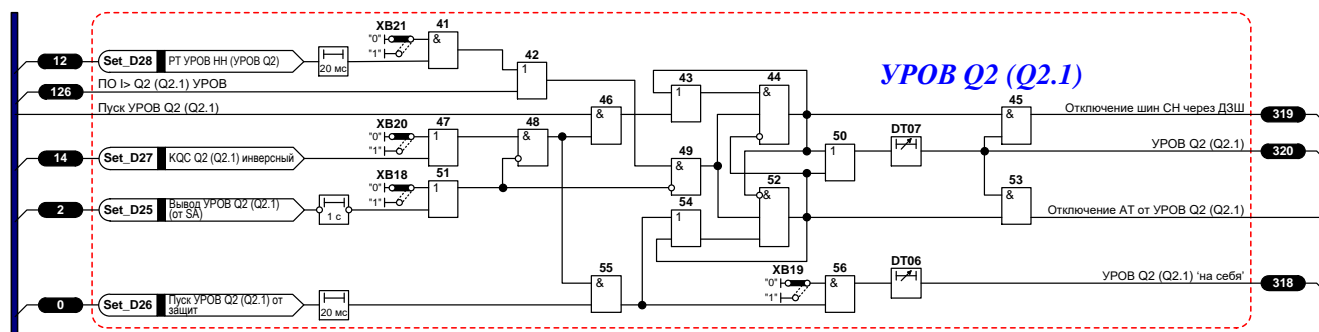 УРОВ Q2 (Q2.1)
XB21
"0"
"1"
41
&
12
Set_D28
РТ УРОВ НН (УРОВ Q2)
20 мс
42
1
126
ПО I> Q2 (Q2.1) УРОВ
43
1
44
&
Пуск УРОВ Q2 (Q2.1)
46
&
45
&
Отключение шин СН через ДЗШ
319
XB20
"0"
"1"
47
1
48
&
50
1
DT07
УРОВ Q2 (Q2.1)
320
14
Set_D27
KQC Q2 (Q2.1) инверсный
49
&
XB18
"0"
"1"
51
1
52
&
53
&
2
Set_D25
Вывод УРОВ Q2 (Q2.1)
(от SA)
1 с
54
1
Отключение АТ от УРОВ Q2 (Q2.1)
55
&
XB19
"0"
"1"
56
&
DT06
УРОВ Q2 (Q2.1) 'на себя'
318
0
Set_D26
Пуск УРОВ Q2 (Q2.1) от
защит
20 мс